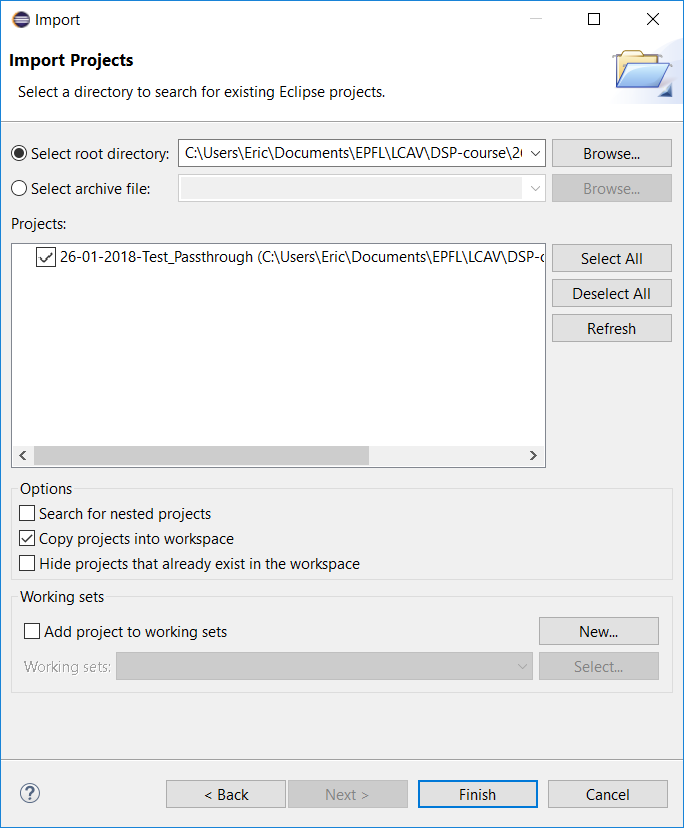 Import
Import Projects
Select a directory to search for existing Eclipse projects.
Select root directory: C:\Users\Eric\Documents\EPFL\LCAV\DSP-course\26 Browse...
Select archive file: Browse...
Projects:
26-01-2018-Test_Passthrough (C:\Users\Eric\Documents\EPFL\LCAV\DSP-c Select All
Deselect All
Refresh
Options
Search for nested projects
Copy projects into workspace
Hide projects that already exist in the workspace
Working sets
Add project to working sets New...
Working sets: Select...
? < Back Next > Finish Cancel